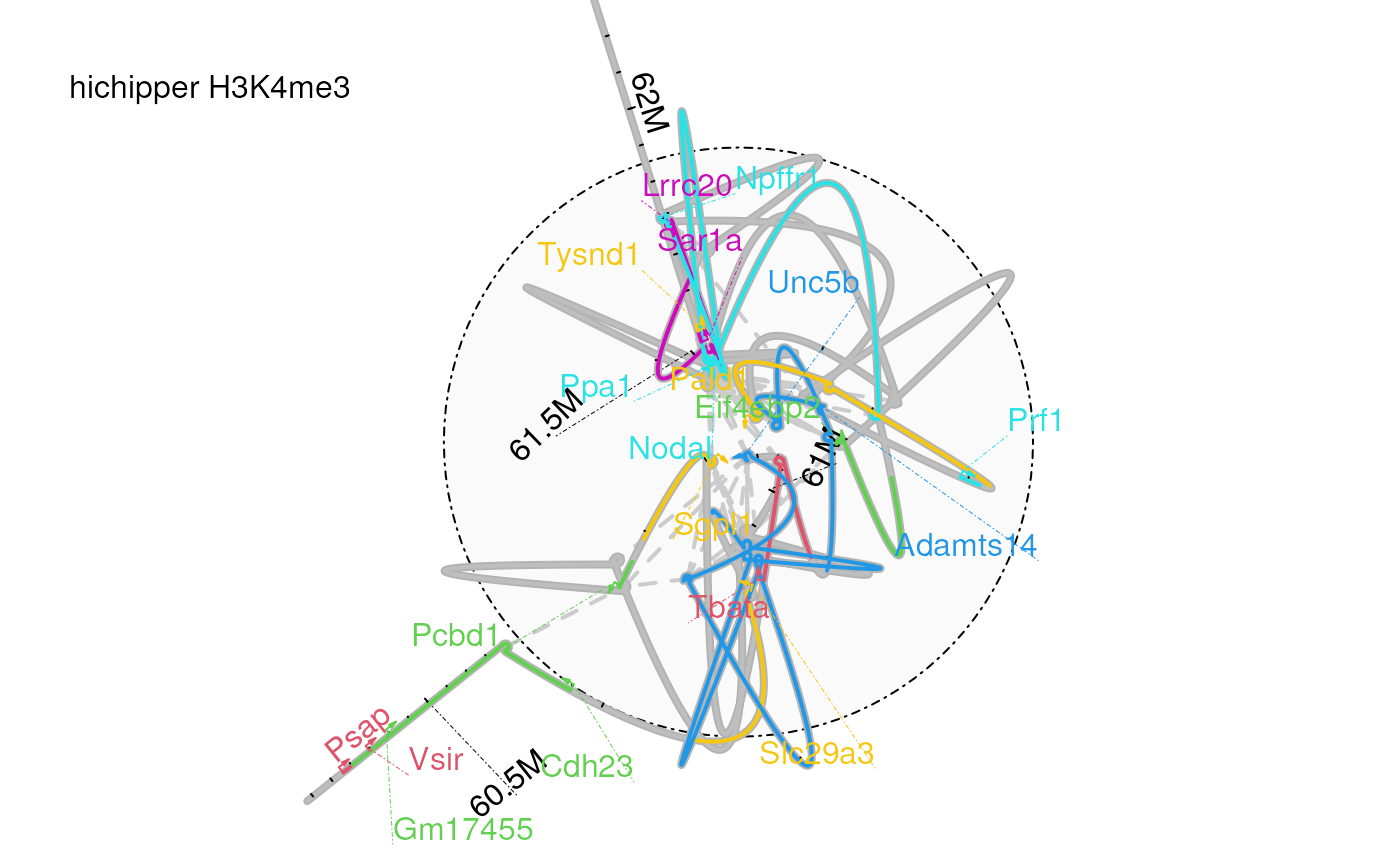 hichipper H3K4me3
62M
Lrrc20
Npffr1
Sar1a
Tysnd1
Unc5b
Pald1
Ppa1
61.5M
Eif4ebp2
Prf1
Nodal
61M
Sgpl1
Adamts14
Tbata
Pcbd1
Psap
Vsir
Cdh23
Slc29a3
60.5M
Gm17455